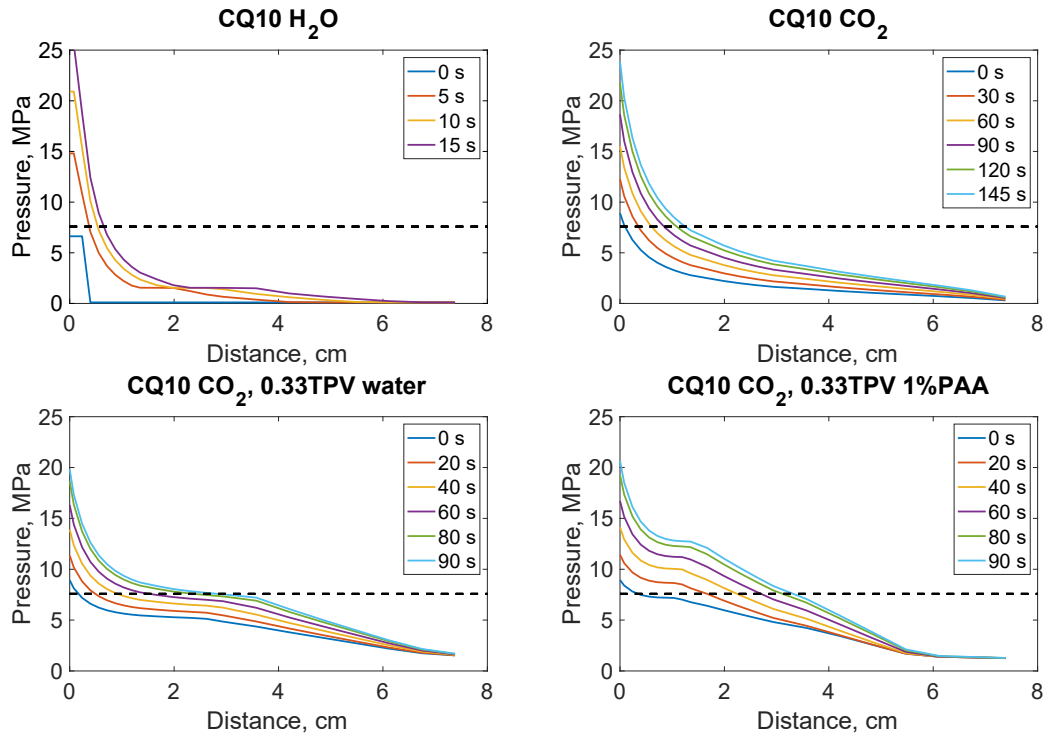 CQ10 H₂O
25
20
15
10
5
0
Pressure, MPa
0 2 4 6 8
Distance, cm
0 s
5 s
10 s
15 s
CQ10 CO₂
25
20
15
10
5
0
Pressure, MPa
0 2 4 6 8
Distance, cm
0 s
30 s
60 s
90 s
120 s
145 s
CQ10 CO₂, 0.33TPV water
25
20
15
10
5
0
Pressure, MPa
0 2 4 6 8
Distance, cm
0 s
20 s
40 s
60 s
80 s
90 s
CQ10 CO₂, 0.33TPV 1%PAA
25
20
15
10
5
0
Pressure, MPa
0 2 4 6 8
Distance, cm
0 s
20 s
40 s
60 s
80 s
90 s